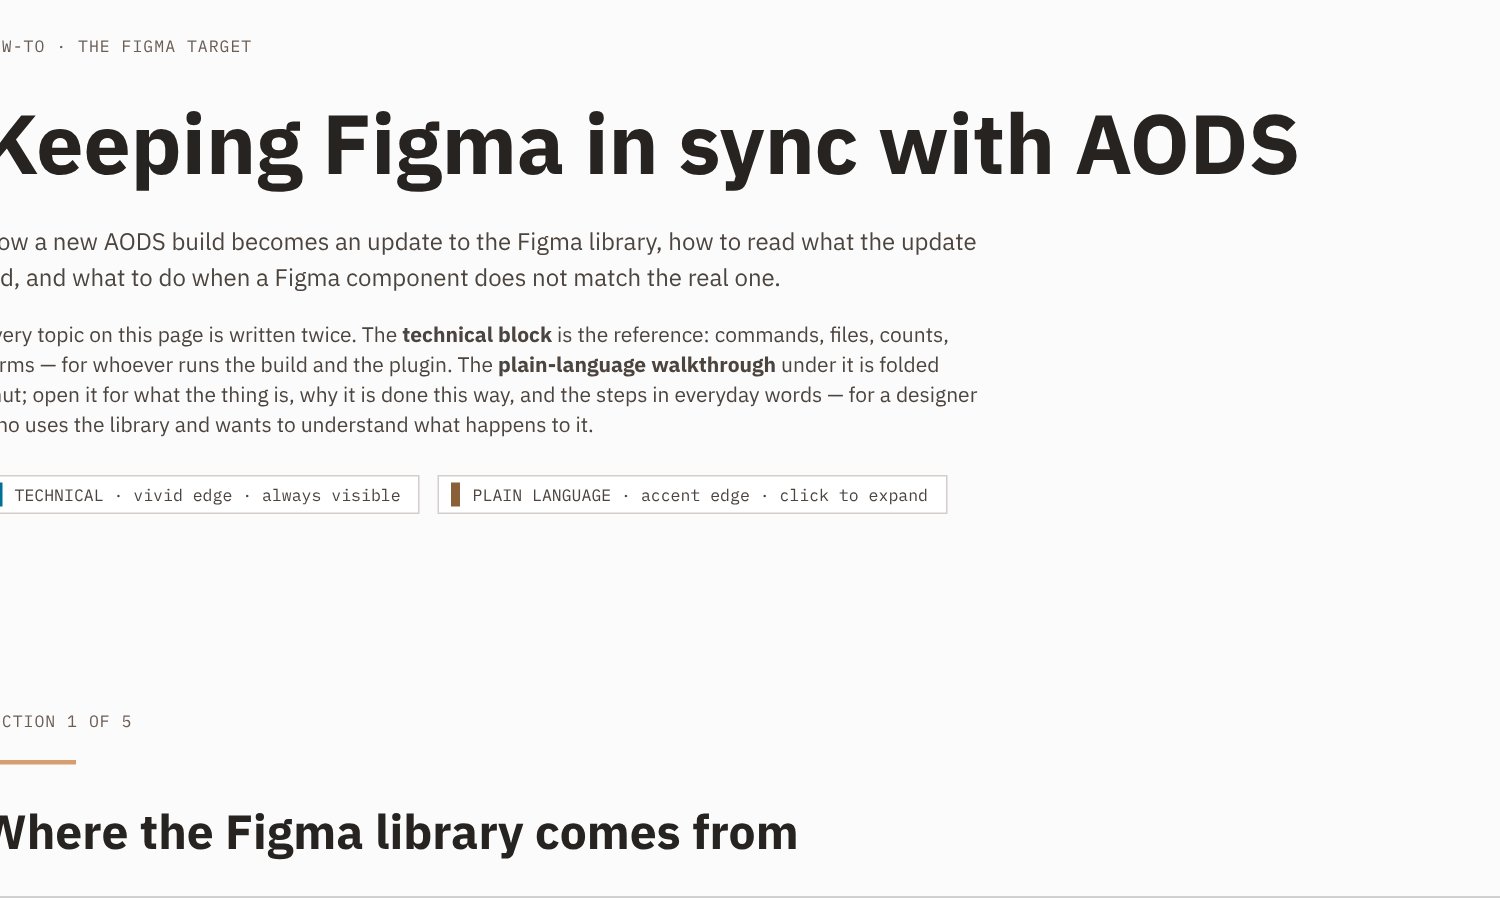 W-TO · THE FIGMA TARGET
Keeping Figma in sync with AODS
ow a new AODS build becomes an update to the Figma library, how to read what the update
d, and what to do when a Figma component does not match the real one.
very topic on this page is written twice. The technical block is the reference: commands, files, counts,
rms — for whoever runs the build and the plugin. The plain-language walkthrough under it is folded
ut; open it for what the thing is, why it is done this way, and the steps in everyday words — for a designer
ho uses the library and wants to understand what happens to it.
TECHNICAL · vivid edge · always visible
PLAIN LANGUAGE · accent edge · click to expand
CTION 1 OF 5
Where the Figma library comes from